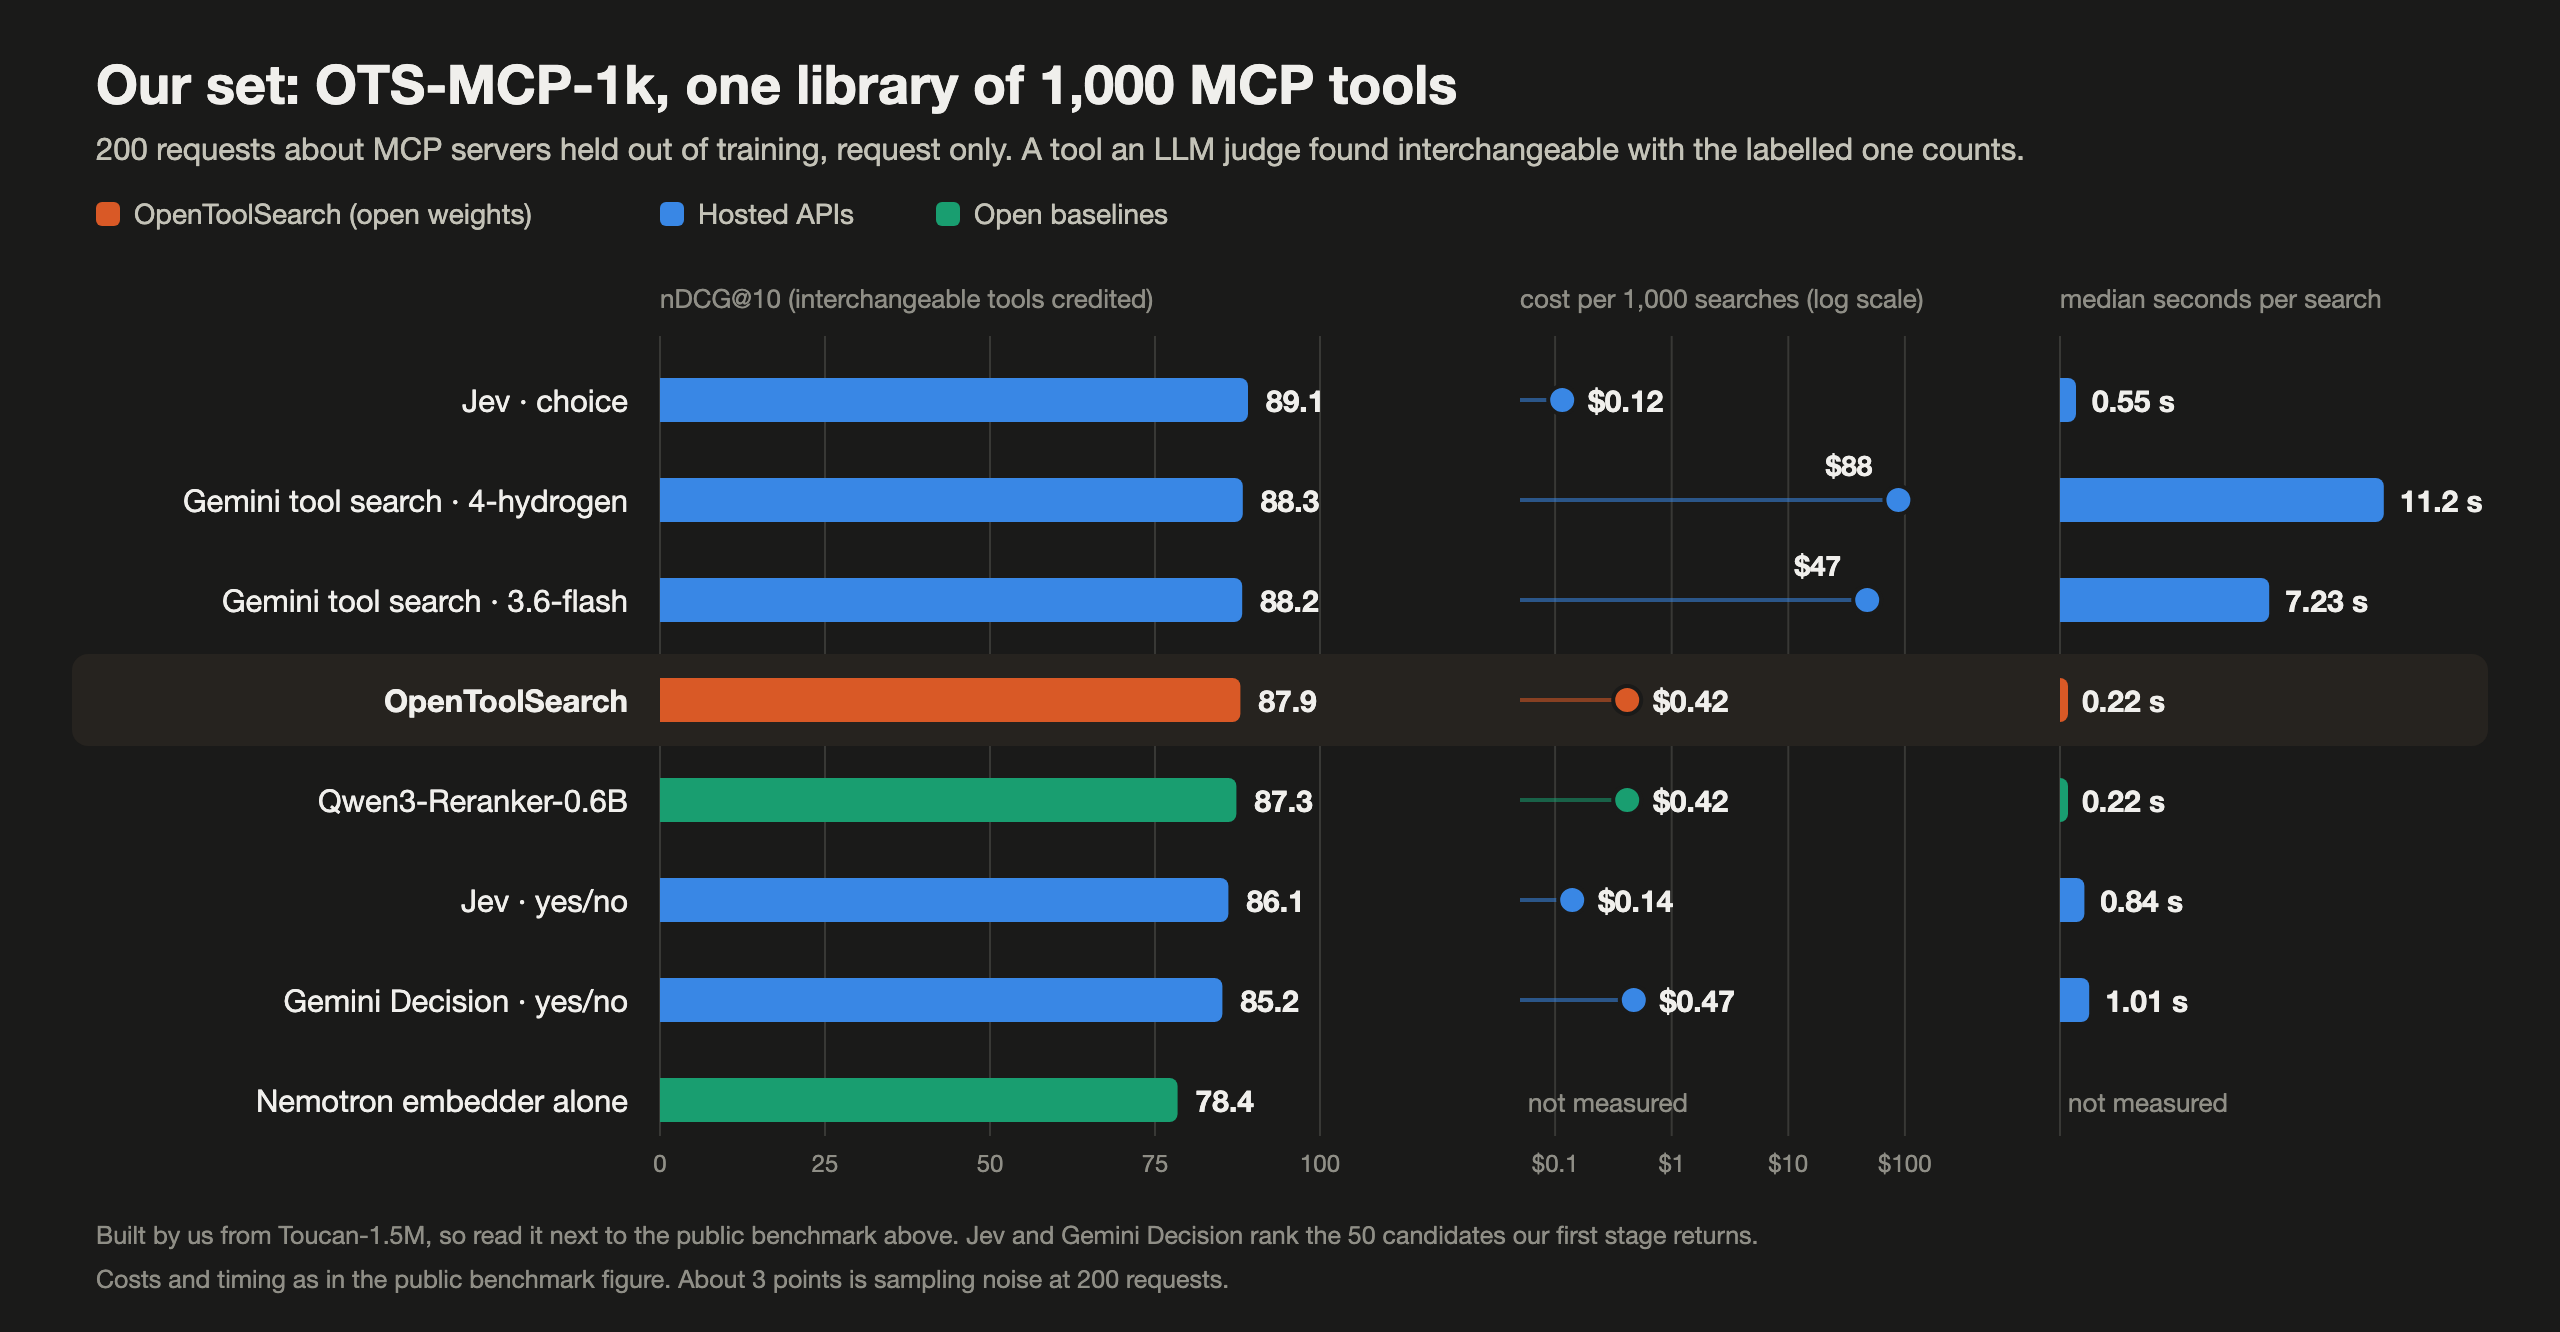 Our set: OTS-MCP-1k, one library of 1,000 MCP tools
200 requests about MCP servers held out of training, request only. A tool an LLM judge found interchangeable with the labelled one counts.
OpenToolSearch (open weights) Hosted APIs Open baselines
nDCG@10 (interchangeable tools credited) cost per 1,000 searches (log scale) median seconds per search
Jev · choice 89.1 $0.12 0.55 s
Gemini tool search · 4-hydrogen 88.3 $88 11.2 s
Gemini tool search · 3.6-flash 88.2 $47 7.23 s
OpenToolSearch 87.9 $0.42 0.22 s
Qwen3-Reranker-0.6B 87.3 $0.42 0.22 s
Jev · yes/no 86.1 $0.14 0.84 s
Gemini Decision · yes/no 85.2 $0.47 1.01 s
Nemotron embedder alone 78.4 not measured not measured
0 25 50 75 100 $0.1 $1 $10 $100
Built by us from Toucan-1.5M, so read it next to the public benchmark above. Jev and Gemini Decision rank the 50 candidates our first stage returns.
Costs and timing as in the public benchmark figure. About 3 points is sampling noise at 200 requests.